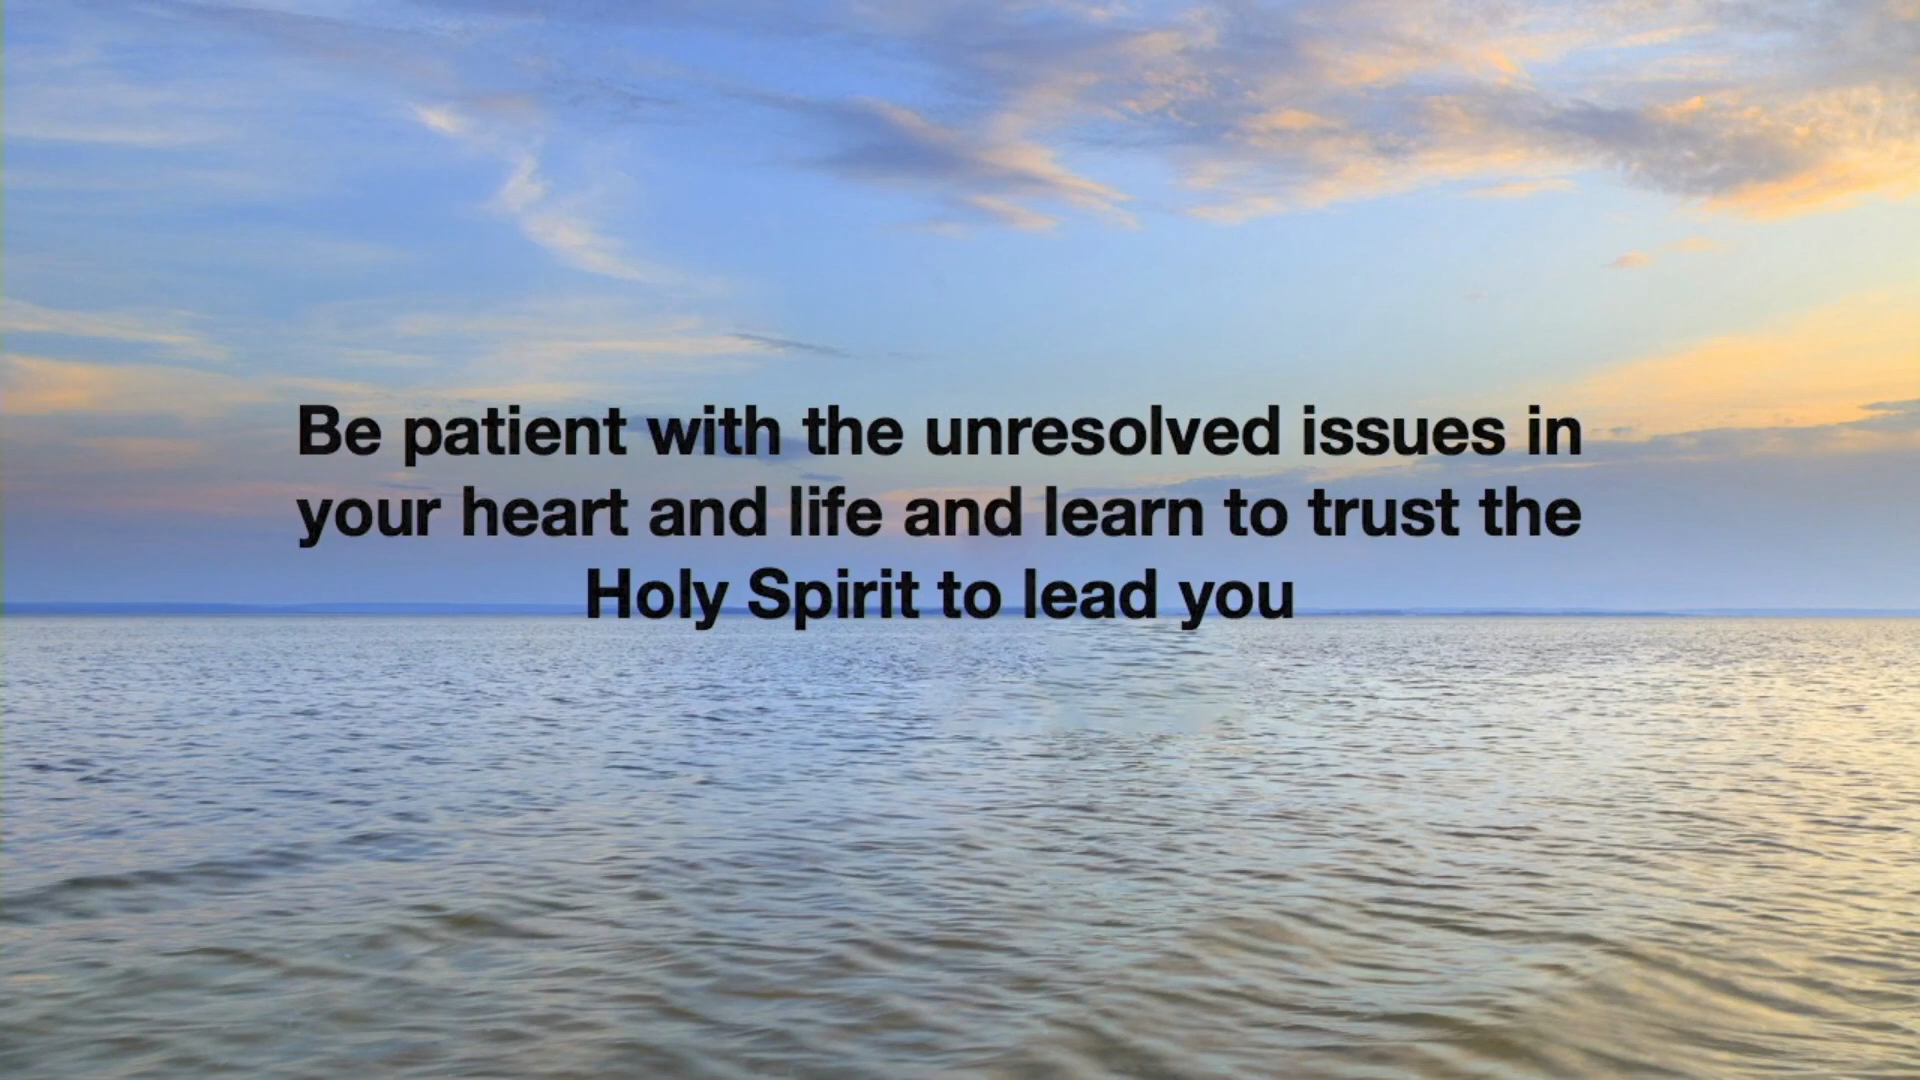 Be patient with the unresolved issues in
your heart and life and learn to trust the
Holy Spirit to lead you